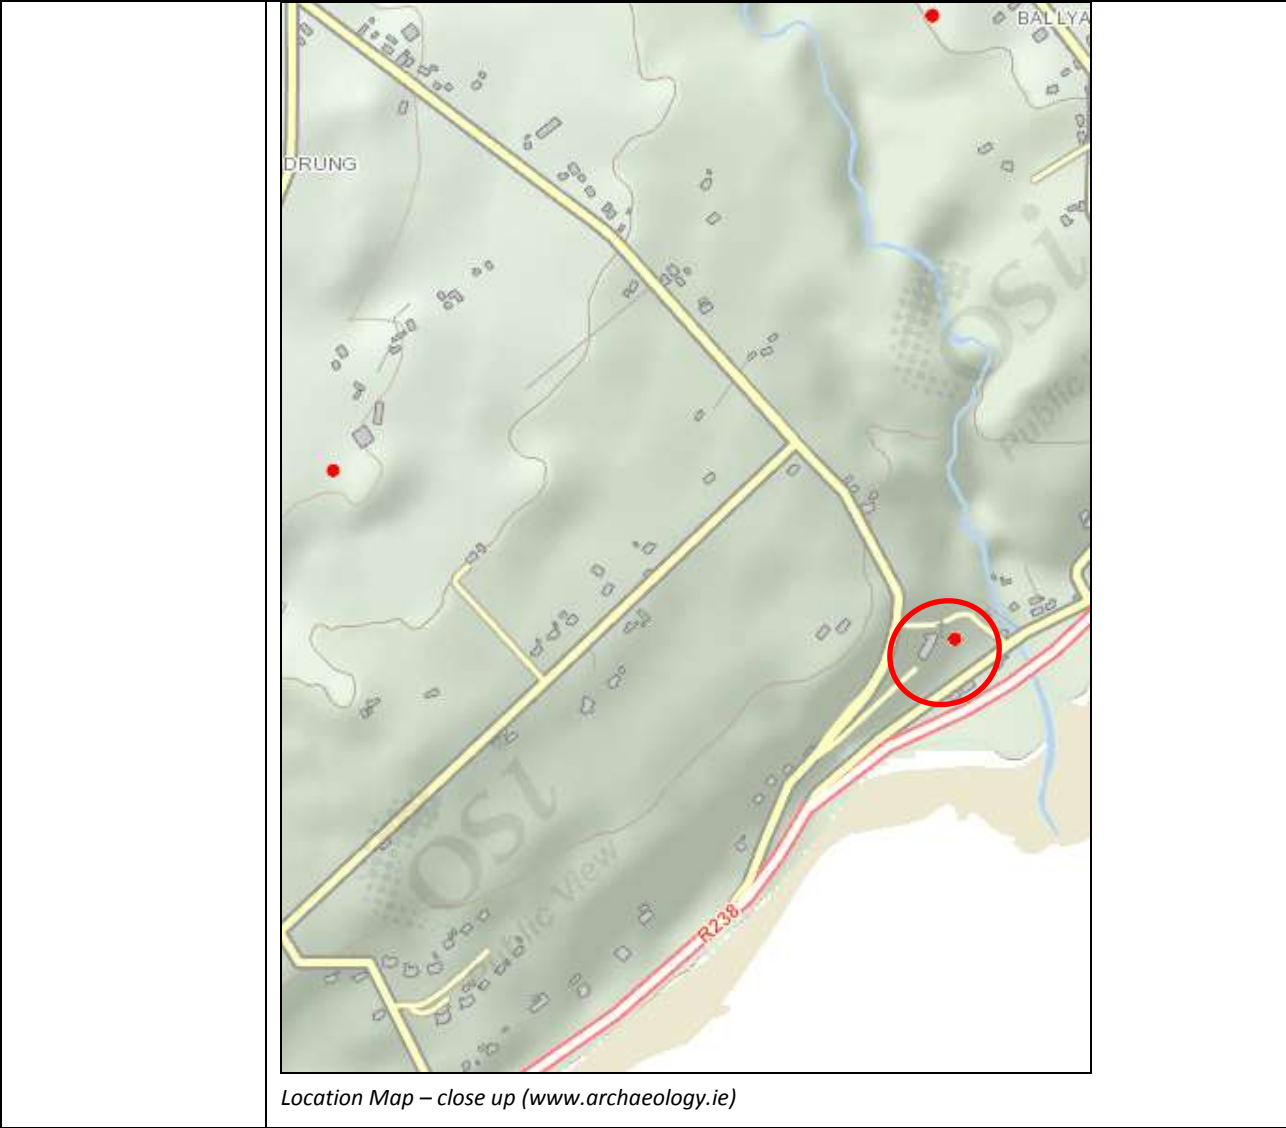 BALLYA
DRUNG
OSi
Public
OSi
Public View
R238
Location Map – close up (www.archaeology.ie)